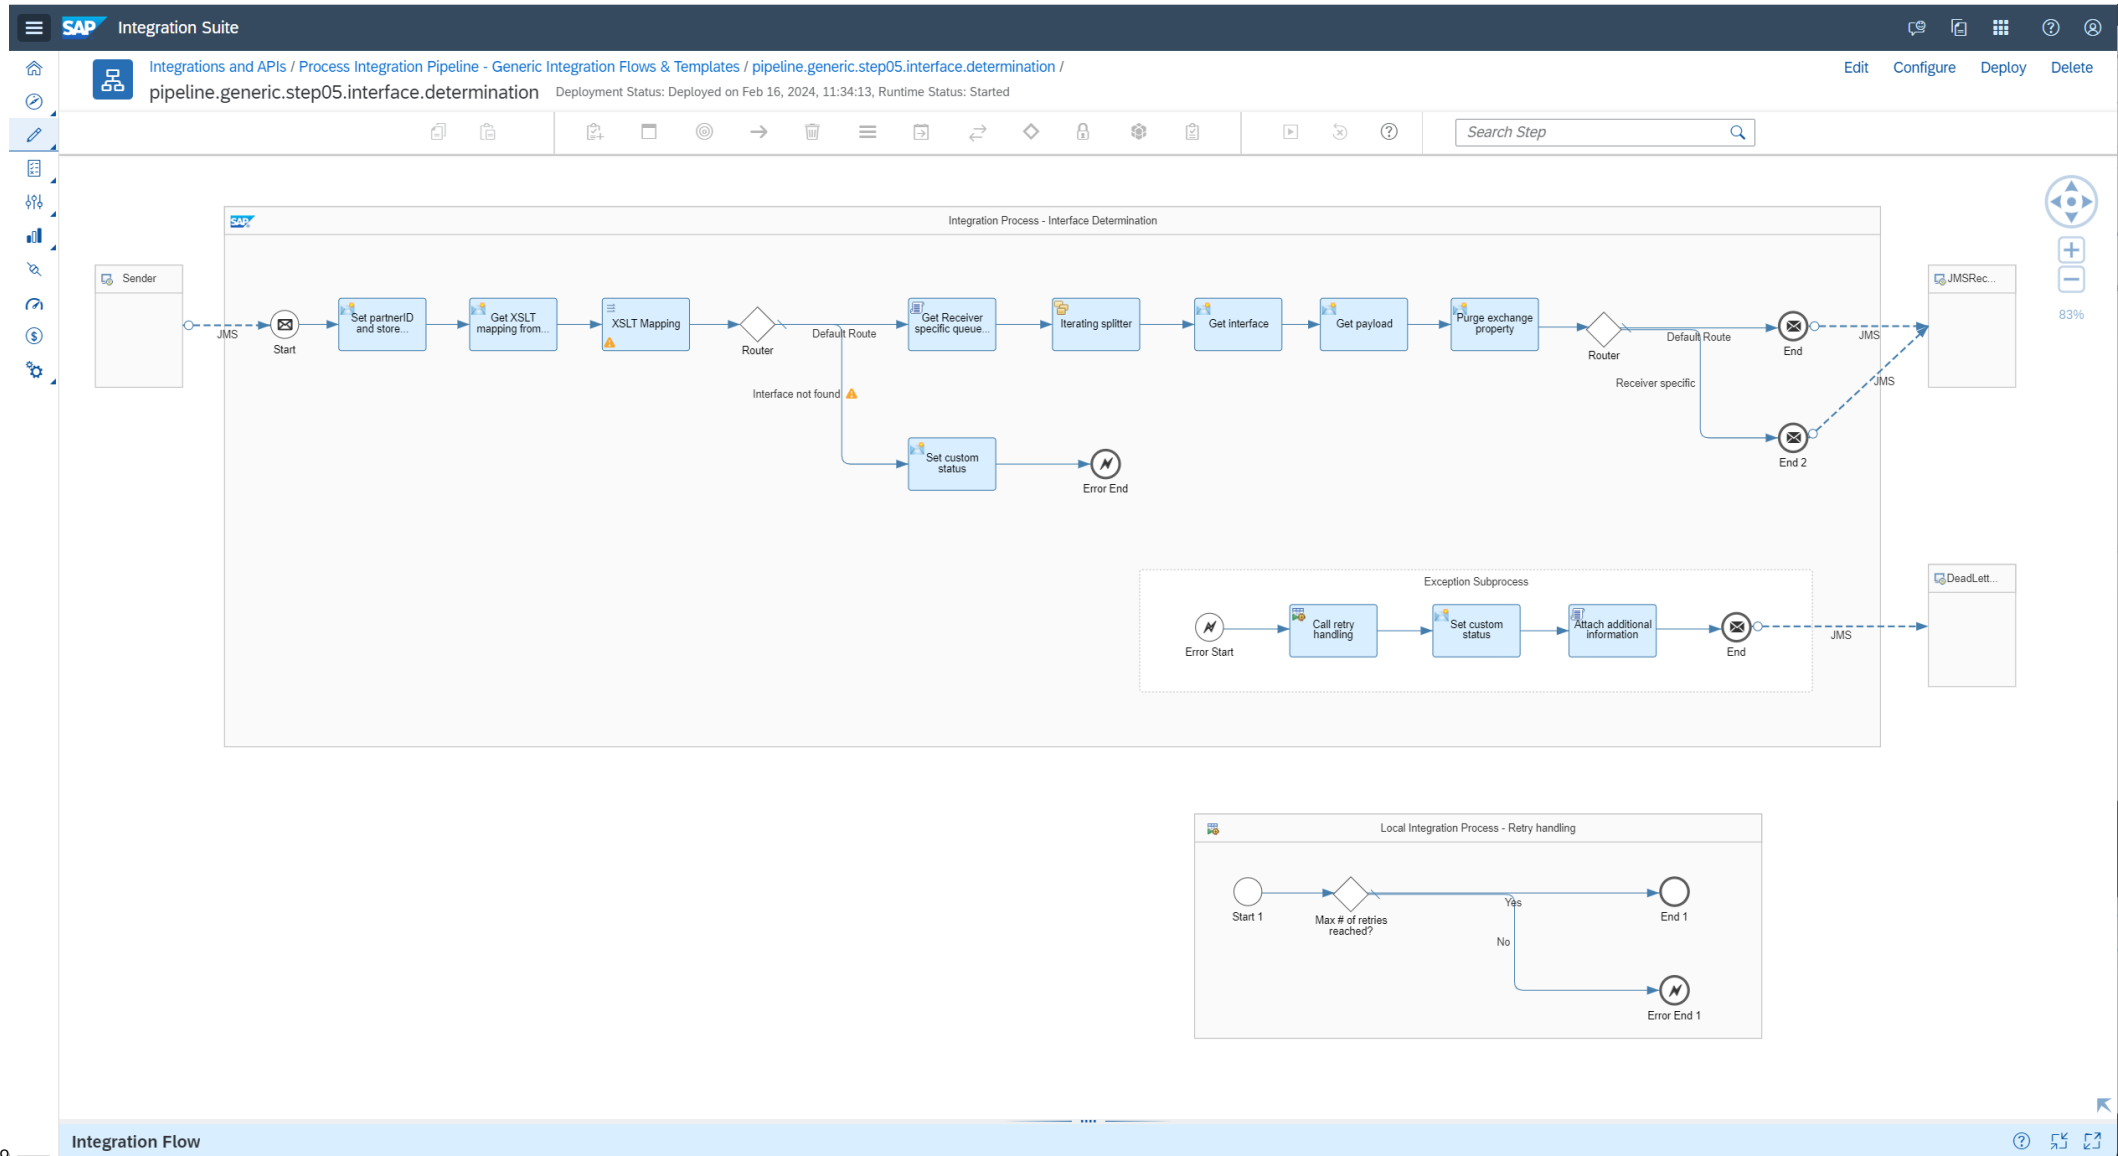 SAP Integration Suite
Integrations and APIs / Process Integration Pipeline - Generic Integration Flows & Templates / pipeline.generic.step05.interface.determination /
pipeline.generic.step05.interface.determination Deployment Status: Deployed on Feb 16, 2024, 11:34:13, Runtime Status: Started
Edit Configure Deploy Delete
Search Step
83%
SAP
Integration Process - Interface Determination
Sender
JMS
Start
Set partnerID
and store...
Get XSLT
mapping from...
XSLT Mapping
Router
Default Route
Interface not found
Get Receiver
specific queue...
Iterating splitter
Get interface
Get payload
Purge exchange
property
Router
Default Route
Receiver specific
End
JMS
JMS
JMSRec...
End 2
Set custom
status
Error End
Exception Subprocess
Error Start
Call retry
handling
Set custom
status
Attach additional
information
End
JMS
DeadLett...
Local Integration Process - Retry handling
Start 1
Max # of retries
reached?
Yes
No
End 1
Error End 1
Integration Flow